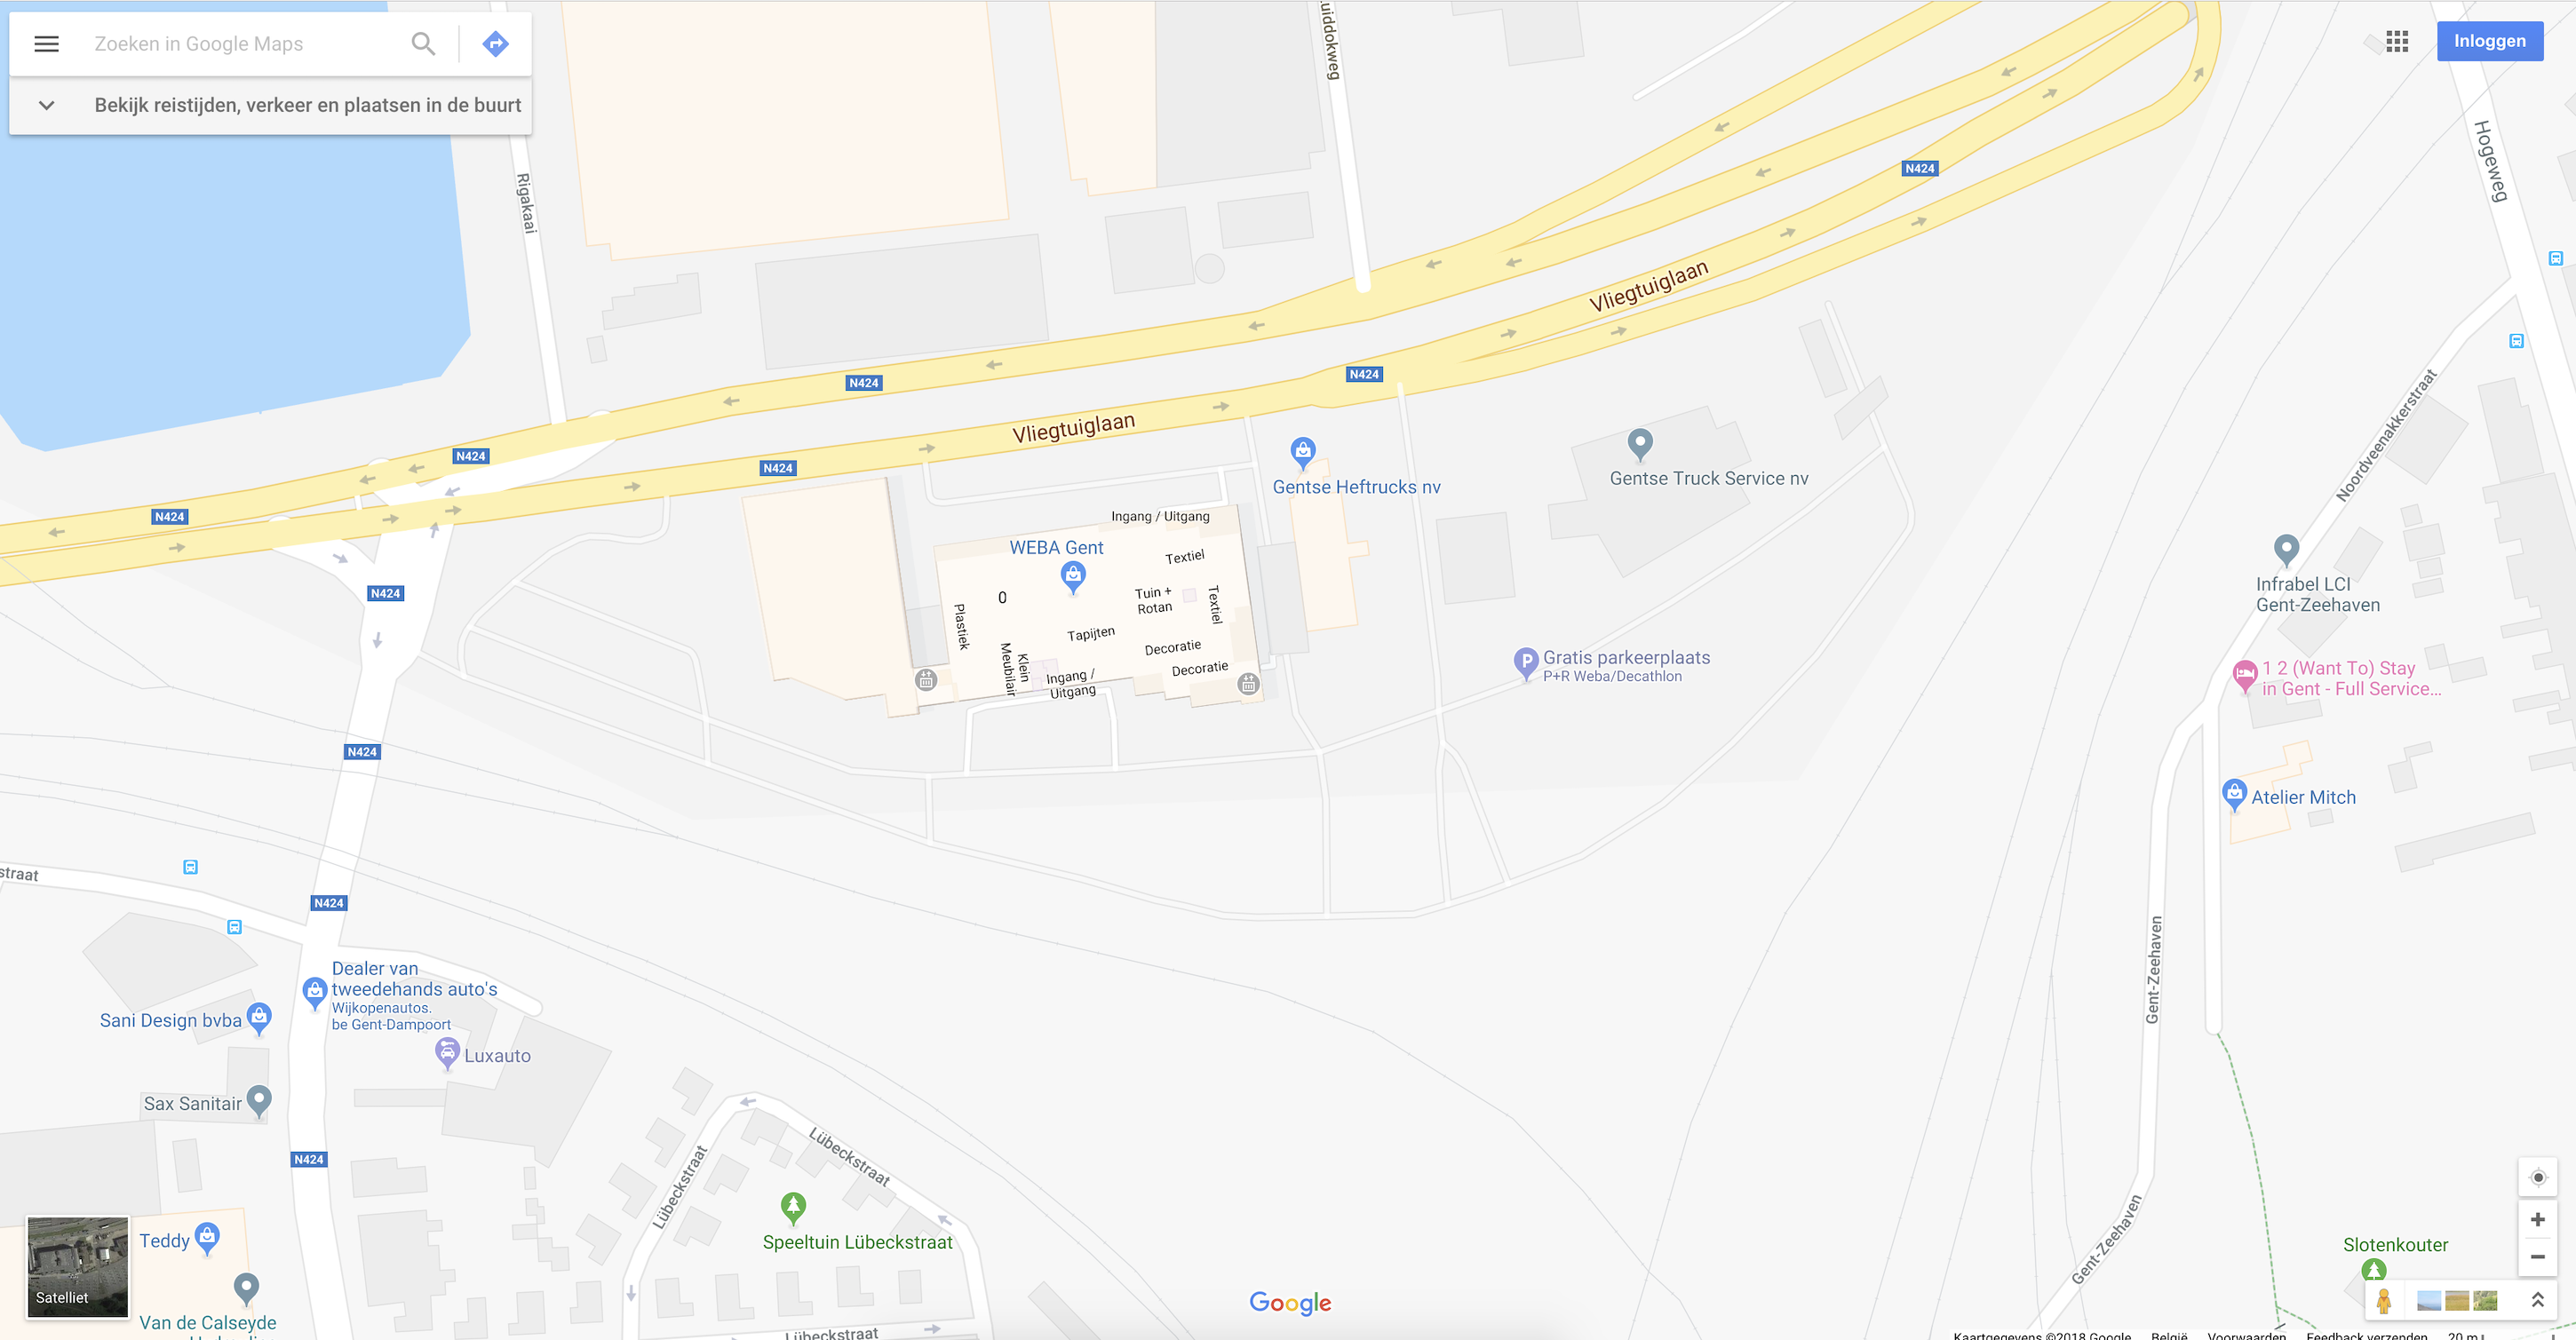 Zoeken in Google Maps
Inloggen
Bekijk reistijden, verkeer en plaatsen in de buurt
Rigakaai
uiddokweg
Hogeweg
N424
Vliegtuiglaan
N424
N424
Vliegtuiglaan
N424
N424
N424
N424
Noordveenakkerstraat
Gentse Heftrucks nv
Gentse Truck Service nv
Ingang / Uitgang
WEBA Gent
Textiel
0
Tuin +
Rotan
Textiel
Plastiek
Tapijten
Decoratie
Decoratie
Klein
Meubilair
Ingang /
Uitgang
Infrabel LCI
Gent-Zeehaven
Gratis parkeerplaats
P+R Weba/Decathlon
1 2 (Want To) Stay
in Gent - Full Service...
N424
Atelier Mitch
straat
N424
Gent-Zeehaven
Dealer van
tweedehands auto's
Wijkopenautos.
be Gent-Dampoort
Sani Design bvba
Luxauto
Sax Sanitair
N424
Lübeckstraat
Lübeckstraat
Speeltuin Lübeckstraat
Teddy
Gent-Zeehaven
Slotenkouter
Satelliet
Google
Van de Calseyde
Lübeckstraat
Kaartgegevens ©2018 Google
België
Voorwaarden
Feedback verzenden
20 m